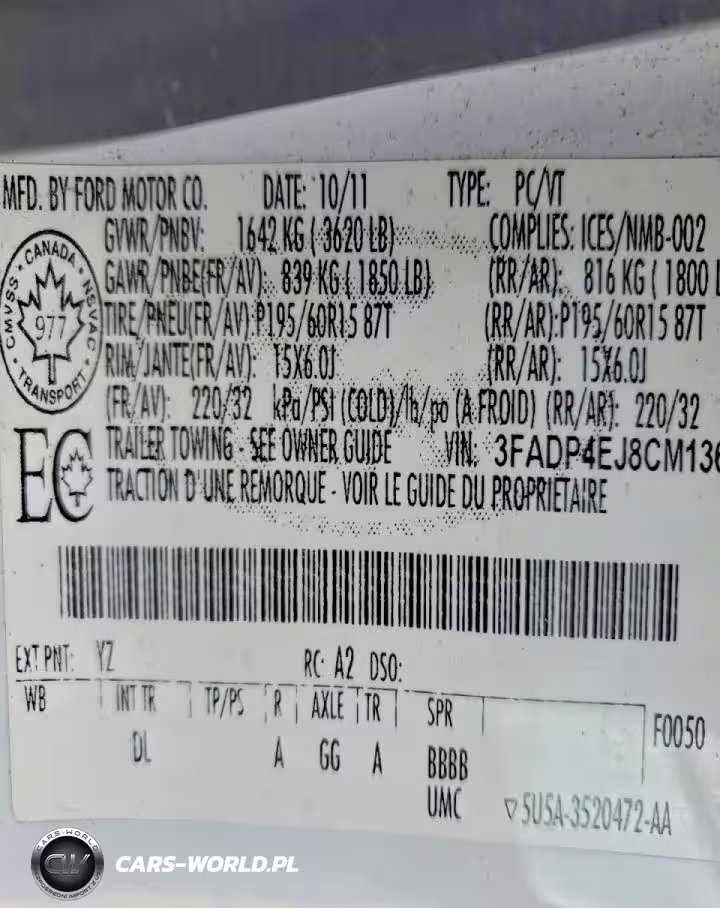 MFD. BY FORD MOTOR CO. DATE: 10/11 TYPE: PC/VT
GVWR/PNBV: 1642 KG ( 3620 LB) COMPLIES: ICES/NMB-002
GAWR/PNBE(FR/AV): 839 KG ( 1850 LB) (RR/AR): 816 KG ( 1800 L
TIRE/PNEU(FR/AV):P195/60R15 87T (RR/AR):P195/60R15 87T
RIM/JANTE(FR/AV): 15X6.0J (RR/AR): 15X6.0J
(FR/AV): 220/32 kPa/PSI (COLD)/lb/po (A FROID) (RR/AR): 220/32
TRAILER TOWING - SEE OWNER GUIDE VIN: 3FADP4EJ8CM136
TRACTION D'UNE REMORQUE - VOIR LE GUIDE DU PROPRIETAIRE
CANADA
CMVSS
NSVAC
977
TRANSPORT
EC
EXT PNT: YZ RC: A2 DSO:
WB INT TR TP/PS R AXLE TR SPR F0050
DL A GG A BBBB
UMC ▽5U5A-3520472-AA
CARS-WORLD
CW
CARS-WORLD.PL